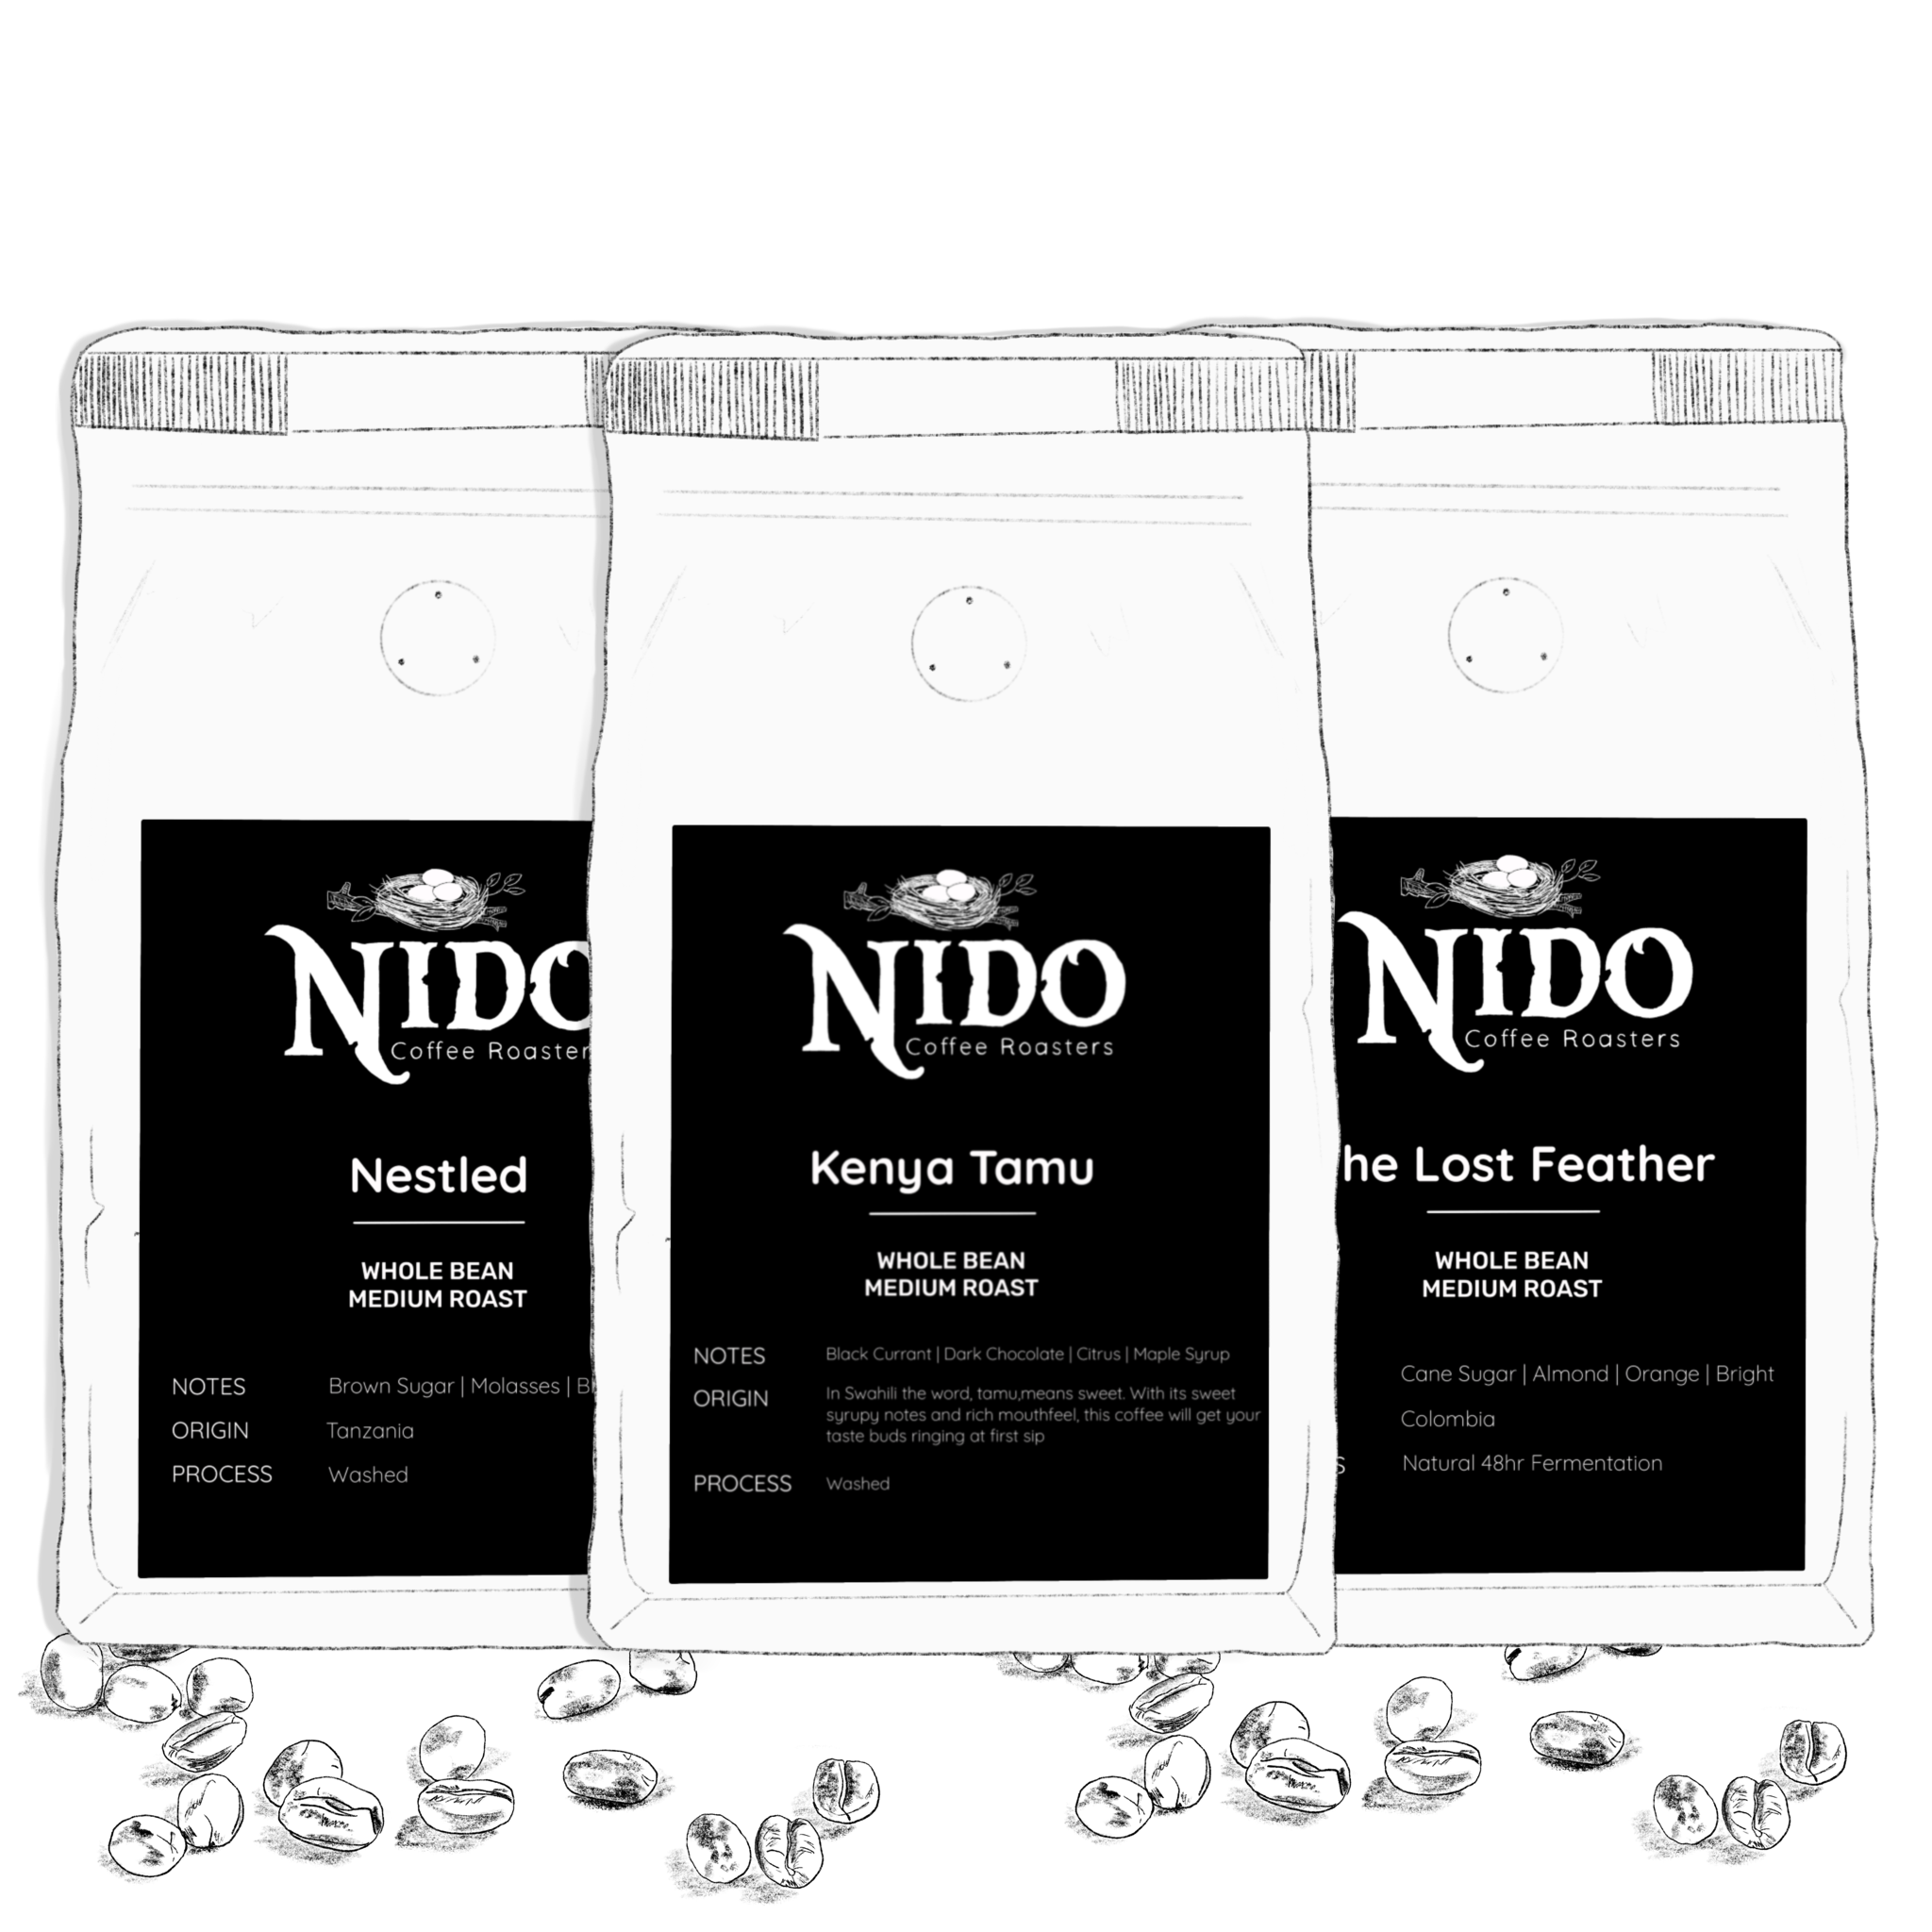 NIDO
Coffee Roasters
Nestled
WHOLE BEAN
MEDIUM ROAST
NOTES Brown Sugar | Molasses |
ORIGIN Tanzania
PROCESS Washed
NIDO
Coffee Roasters
Kenya Tamu
WHOLE BEAN
MEDIUM ROAST
NOTES Black Currant | Dark Chocolate | Citrus | Maple Syrup
ORIGIN In Swahili the word, tamu,means sweet. With its sweet
syrupy notes and rich mouthfeel, this coffee will get your
taste buds ringing at first sip
PROCESS Washed
NIDO
Coffee Roasters
he Lost Feather
WHOLE BEAN
MEDIUM ROAST
Cane Sugar | Almond | Orange | Bright
Colombia
Natural 48hr Fermentation